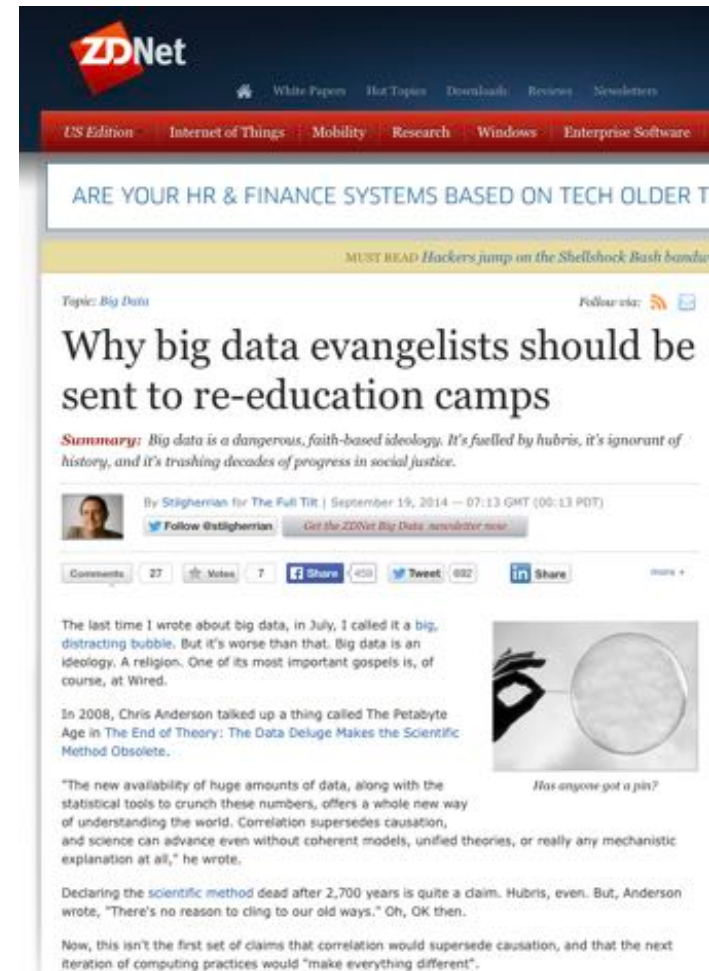 ZDNet
White Papers Hot Topics Downloads Reviews Newsletters
US Edition Internet of Things Mobility Research Windows Enterprise Software
ARE YOUR HR & FINANCE SYSTEMS BASED ON TECH OLDER T
MUST READ Hackers jump on the Shellshock Bash bandw
Topic: Big Data Follow via:
Why big data evangelists should be
sent to re-education camps
Summary: Big data is a dangerous, faith-based ideology. It's fuelled by hubris, it's ignorant of
history, and it's trashing decades of progress in social justice.
By Stilgherrian for The Full Tilt | September 19, 2014 -- 07:13 GMT (00:13 PDT)
Follow @stilgherrian Get the ZDNet Big Data newsletter now
Comments 27 Votes 7 Share 459 Tweet 692 Share more +
The last time I wrote about big data, in July, I called it a big,
distracting bubble. But it's worse than that. Big data is an
ideology. A religion. One of its most important gospels is, of
course, at Wired.
In 2008, Chris Anderson talked up a thing called The Petabyte
Age in The End of Theory: The Data Deluge Makes the Scientific
Method Obsolete.
"The new availability of huge amounts of data, along with the
statistical tools to crunch these numbers, offers a whole new way
of understanding the world. Correlation supersedes causation,
and science can advance even without coherent models, unified theories, or really any mechanistic
explanation at all," he wrote.
Has anyone got a pin?
Declaring the scientific method dead after 2,700 years is quite a claim. Hubris, even. But, Anderson
wrote, "There's no reason to cling to our old ways." Oh, OK then.
Now, this isn't the first set of claims that correlation would supersede causation, and that the next
iteration of computing practices would "make everything different".